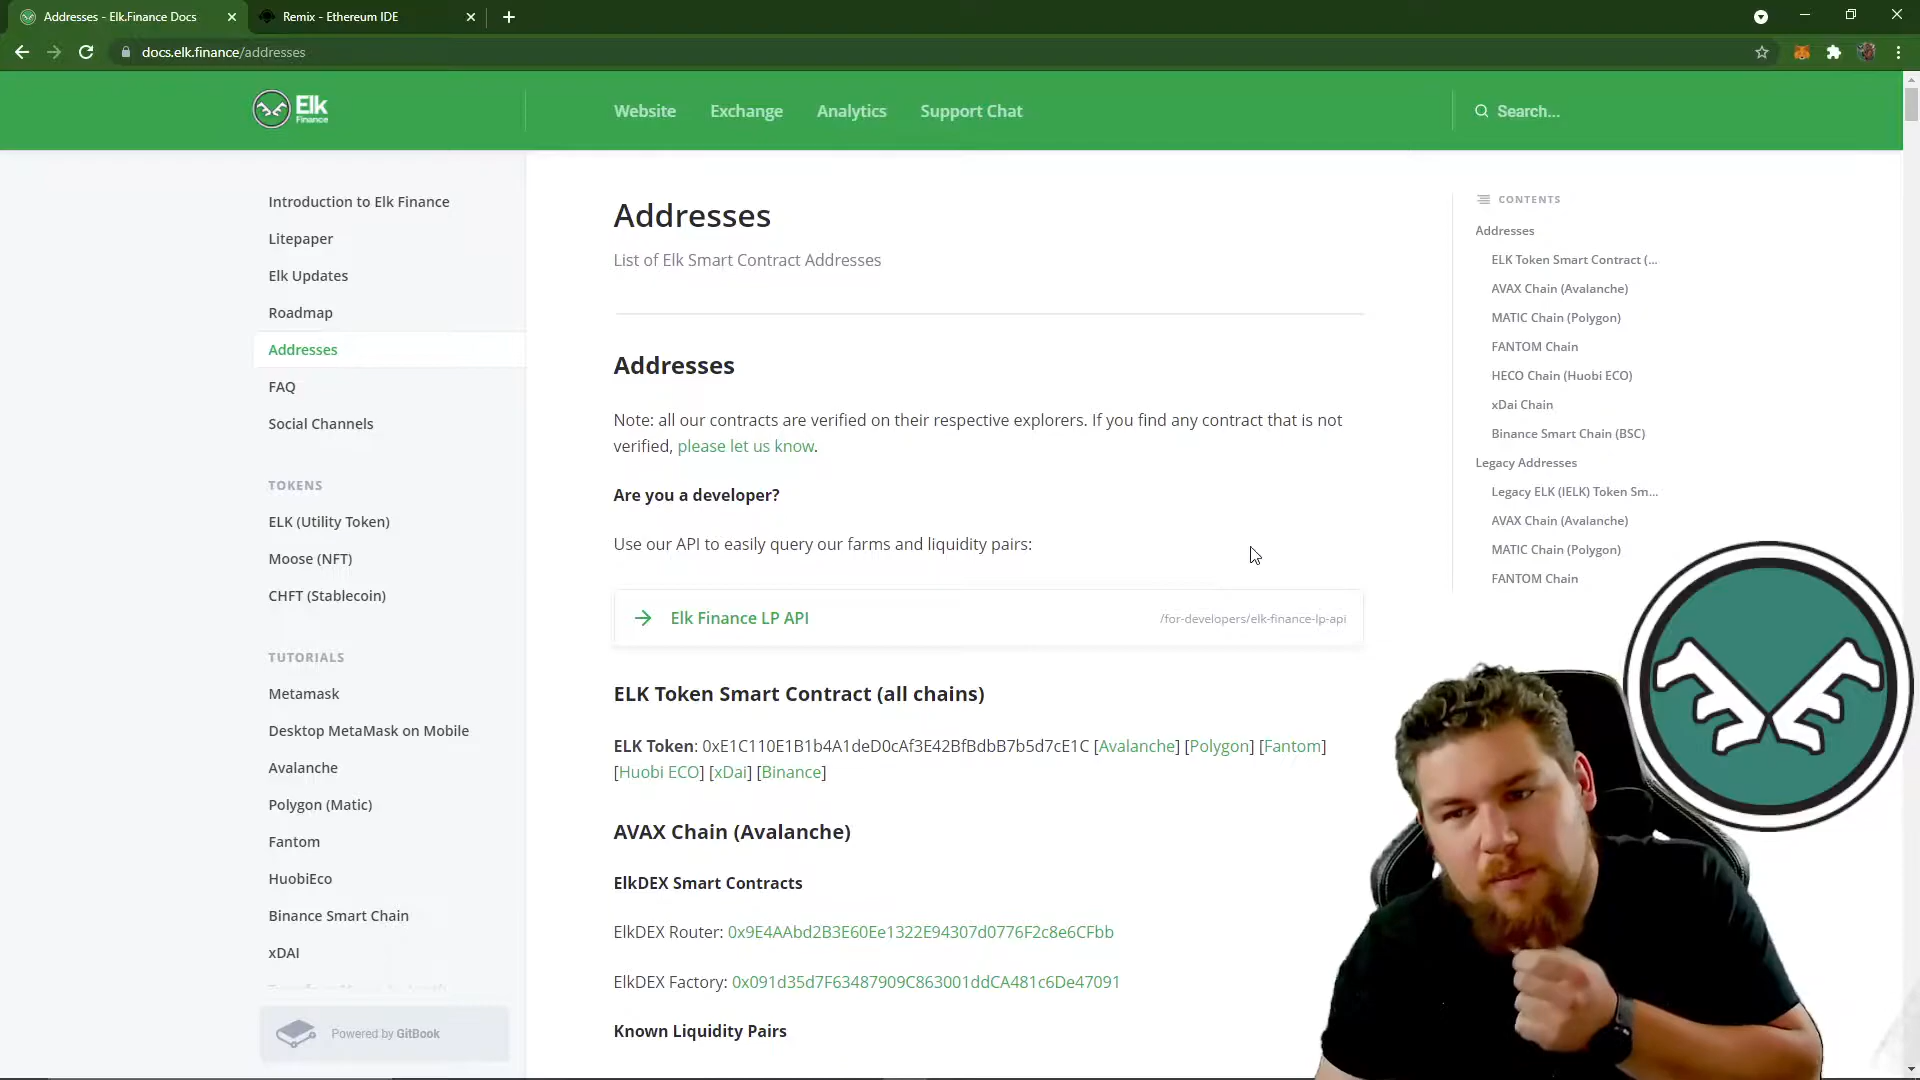 Addresses - Elk.Finance Docs
Remix - Ethereum IDE
docs.elk.finance/addresses
Elk
Finance
Website
Exchange
Analytics
Support Chat
Search...
Introduction to Elk Finance
Litepaper
Elk Updates
Roadmap
Addresses
FAQ
Social Channels
TOKENS
ELK (Utility Token)
Moose (NFT)
CHFT (Stablecoin)
TUTORIALS
Metamask
Desktop MetaMask on Mobile
Avalanche
Polygon (Matic)
Fantom
HuobiEco
Binance Smart Chain
xDAI
Powered by GitBook
Addresses
List of Elk Smart Contract Addresses
Addresses
Note: all our contracts are verified on their respective explorers. If you find any contract that is not
verified, please let us know.
Are you a developer?
Use our API to easily query our farms and liquidity pairs:
Elk Finance LP API
/for-developers/elk-finance-lp-api
ELK Token Smart Contract (all chains)
ELK Token: 0xE1C110E1B1b4A1deD0cAf3E42BfBdbB7b5d7cE1C [Avalanche] [Polygon] [Fantom]
[Huobi ECO] [xDai] [Binance]
AVAX Chain (Avalanche)
ElkDEX Smart Contracts
ElkDEX Router: 0x9E4AAbd2B3E60Ee1322E94307d0776F2c8e6CFbb
ElkDEX Factory: 0x091d35d7F63487909C863001ddCA481c6De47091
Known Liquidity Pairs
CONTENTS
Addresses
ELK Token Smart Contract (...
AVAX Chain (Avalanche)
MATIC Chain (Polygon)
FANTOM Chain
HECO Chain (Huobi ECO)
xDai Chain
Binance Smart Chain (BSC)
Legacy Addresses
Legacy ELK (lELK) Token Sm...
AVAX Chain (Avalanche)
MATIC Chain (Polygon)
FANTOM Chain